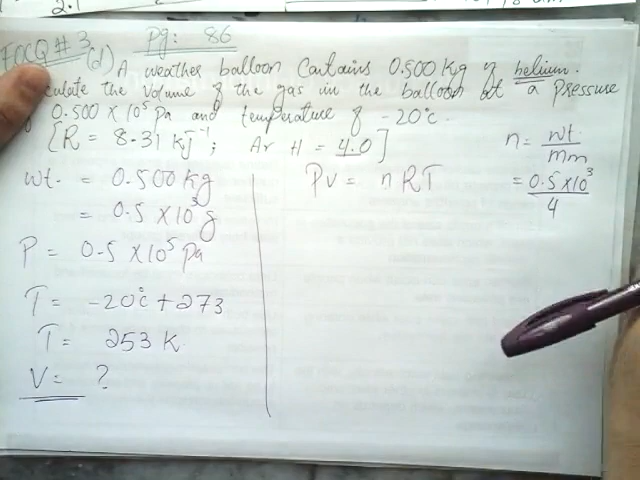 FOCQ # 3 Pg: 86
(d) A weather balloon Contains 0.500 Kg of helium.
culate the Volume of the gas in the balloon at a Pressure
0.500 X 10⁵ Pa and temperature of -20°c.
[R = 8.31 KJ⁻¹; Ar H = 4.0]
n = wt. / mm
wt. = 0.500 kg
PV = nRT
= 0.5 X10³ / 4
= 0.5 X10³ g
P = 0.5 X10⁵ Pa
T = -20°c + 273
T = 253 K
V = ?